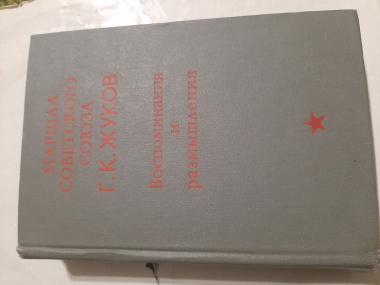 МАРШАЛ
СОВЕТСКОГО
СОЮЗА
Г. К. ЖУКОВ
Воспоминания
и
размышления